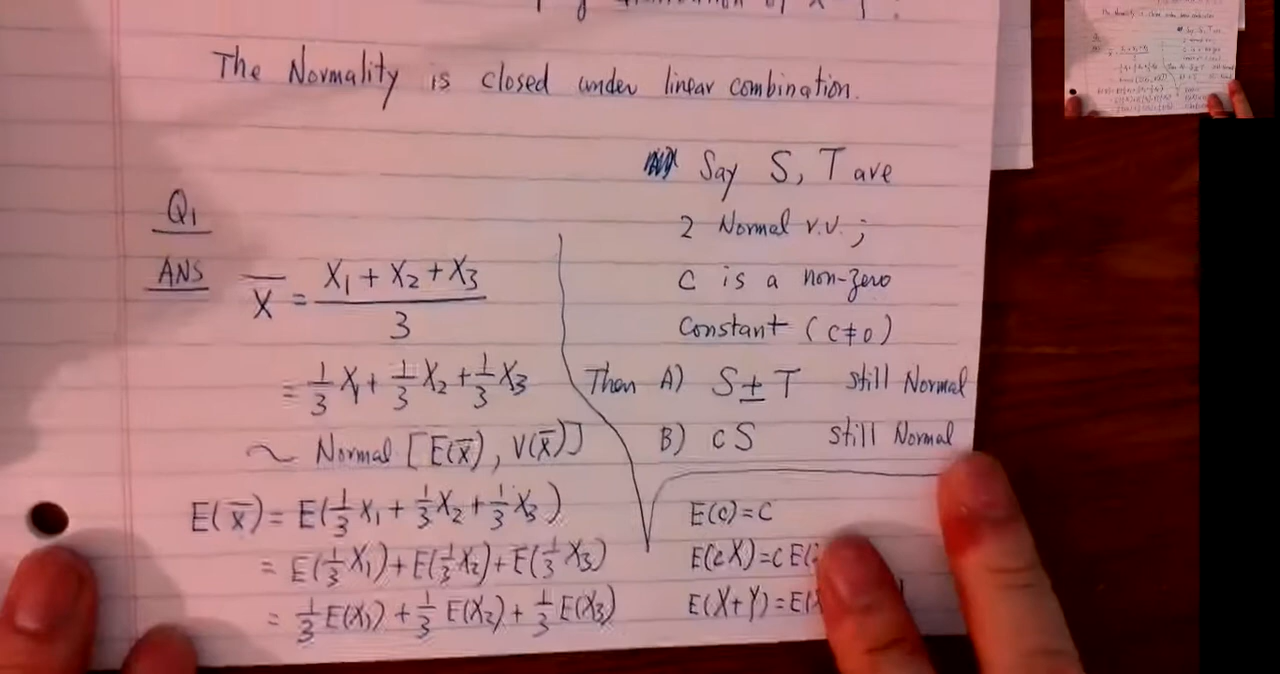 of X - Y ?
The Normality is closed under linear combination.
Q1
ANS
X̅ = X1 + X2 + X3 / 3
= 1/3 X1 + 1/3 X2 + 1/3 X3
~ Normal [E(X̅), V(X̅)]
E(X̅) = E(1/3 X1 + 1/3 X2 + 1/3 X3)
= E(1/3 X1) + E(1/3 X2) + E(1/3 X3)
= 1/3 E(X1) + 1/3 E(X2) + 1/3 E(X3)
Say S, T are
2 Normal r.v. ;
C is a non-zero
Constant (c≠0)
Then A) S ± T still Normal
B) cS still Normal
E(c) = C
E(cX) = c E(
E(X+Y) = E(X